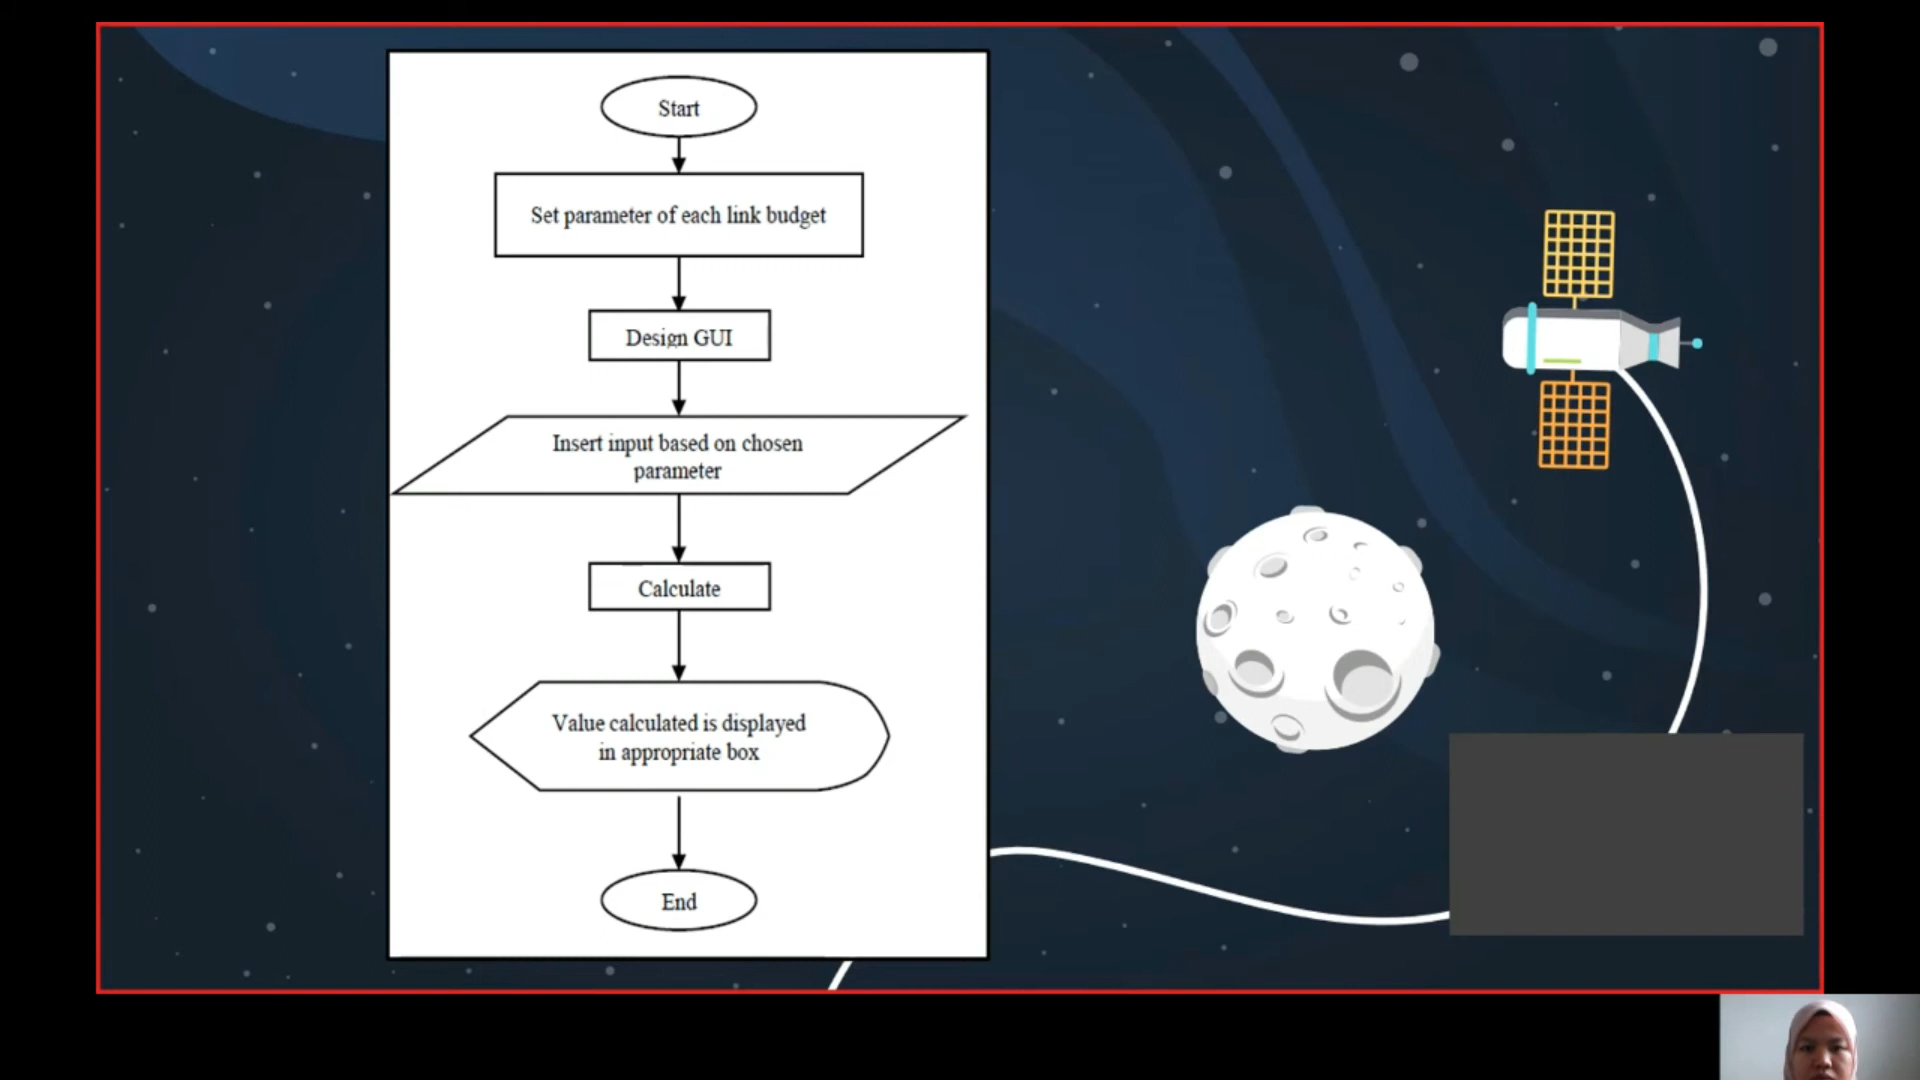 Start
Set parameter of each link budget
Design GUI
Insert input based on chosen
parameter
Calculate
Value calculated is displayed
in appropriate box
End